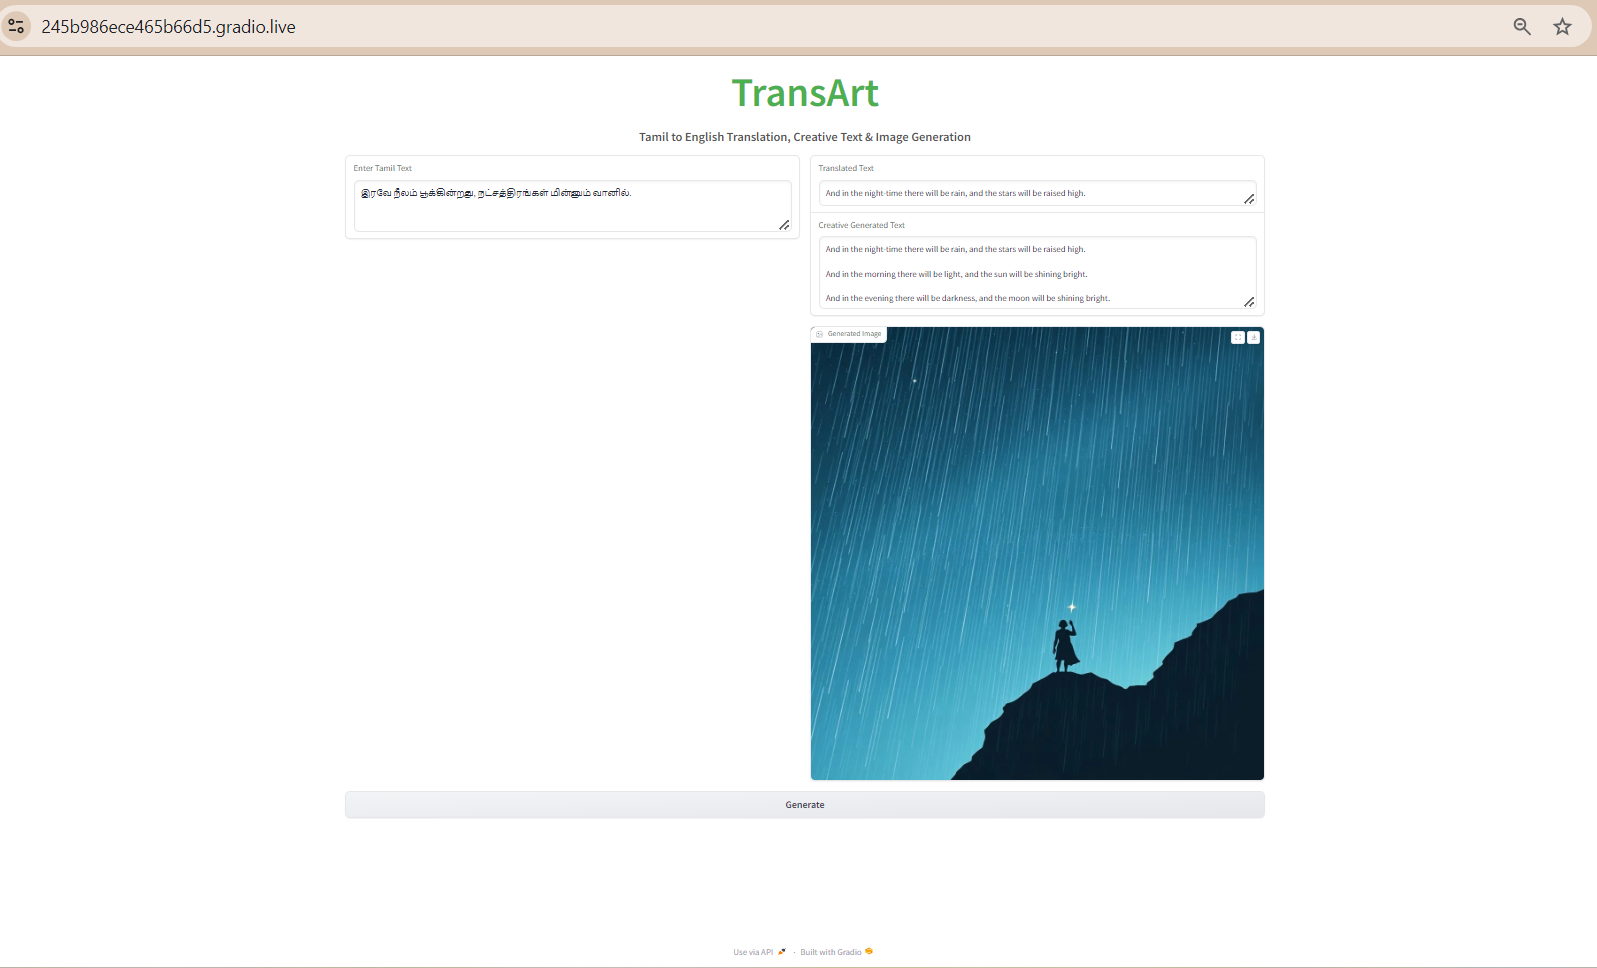 245b986ece465b66d5.gradio.live
TransArt
Tamil to English Translation, Creative Text & Image Generation
Enter Tamil Text
இரவே நீலம் பூக்கின்றது, நட்சத்திரங்கள் மின்னும் வானில்.
Translated Text
And in the night-time there will be rain, and the stars will be raised high.
Creative Generated Text
And in the night-time there will be rain, and the stars will be raised high.
And in the morning there will be light, and the sun will be shining bright.
And in the evening there will be darkness, and the moon will be shining bright.
Generated Image
Generate
Use via API · Built with Gradio